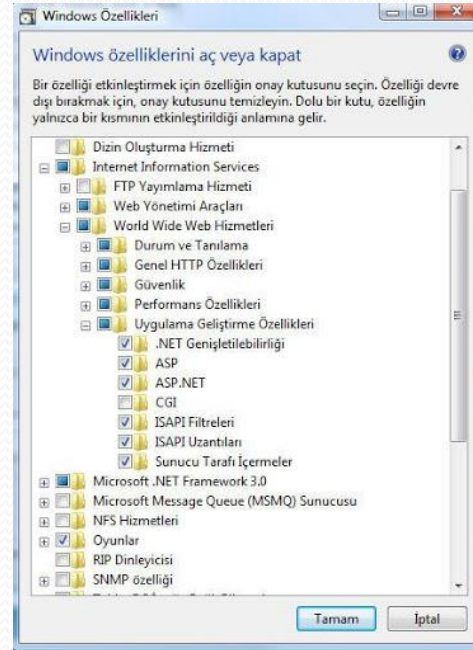 Windows Özellikleri
Windows özelliklerini aç veya kapat
Bir özelliği etkinleştirmek için özelliğin onay kutusunu seçin. Özelliği devre
dışı bırakmak için, onay kutusunu temizleyin. Dolu bir kutu, özelliğin
yalnızca bir kısmının etkinleştirildiği anlamına gelir.
Dizin Oluşturma Hizmeti
Internet Information Services
FTP Yayımlama Hizmeti
Web Yönetimi Araçları
World Wide Web Hizmetleri
Durum ve Tanılama
Genel HTTP Özellikleri
Güvenlik
Performans Özellikleri
Uygulama Geliştirme Özellikleri
.NET Genişletilebilirliği
ASP
ASP.NET
CGI
ISAPI Filtreleri
ISAPI Uzantıları
Sunucu Tarafı İçermeler
Microsoft .NET Framework 3.0
Microsoft Message Queue (MSMQ) Sunucusu
NFS Hizmetleri
Oyunlar
RIP Dinleyicisi
SNMP özelliği
Tamam
İptal